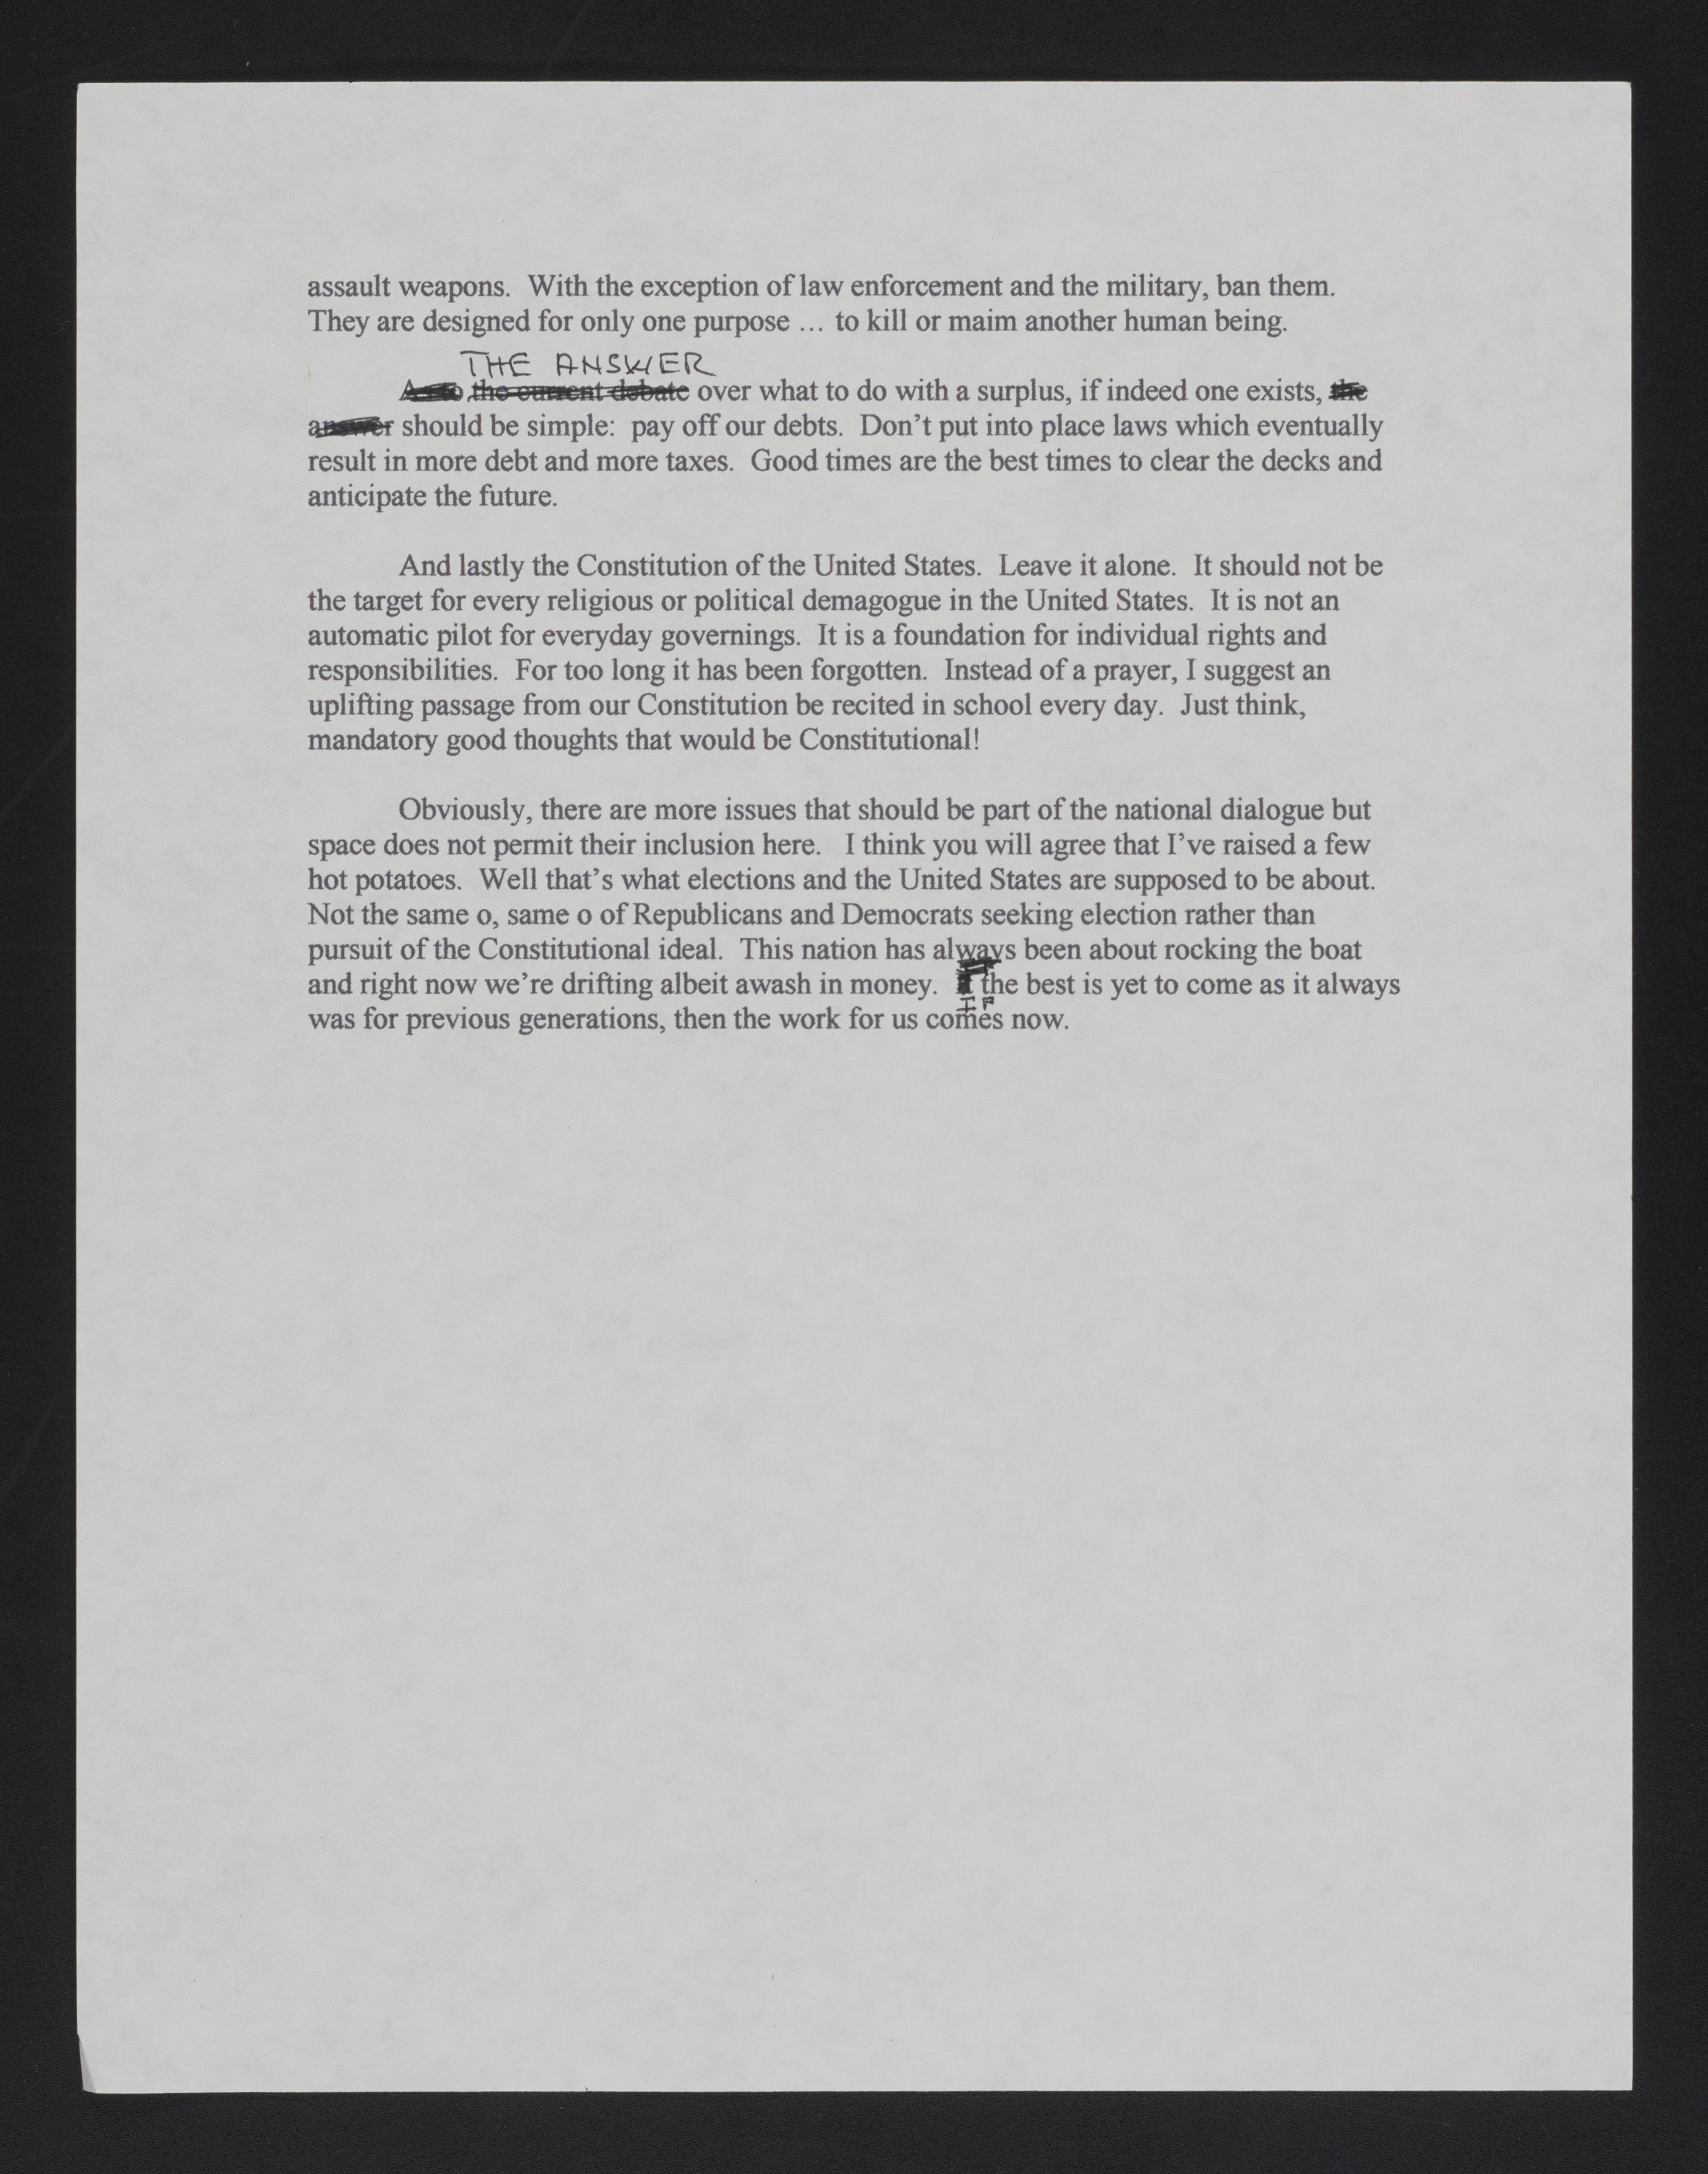 assault weapons.  With the exception of law enforcement and the military, ban them.
They are designed for only one purpose … to kill or maim another human being.
THE ANSWER
As to the current debate over what to do with a surplus, if indeed one exists, the
answer should be simple:  pay off our debts.  Don't put into place laws which eventually
result in more debt and more taxes.  Good times are the best times to clear the decks and
anticipate the future.
And lastly the Constitution of the United States.  Leave it alone.  It should not be
the target for every religious or political demagogue in the United States.  It is not an
automatic pilot for everyday governings.  It is a foundation for individual rights and
responsibilities.  For too long it has been forgotten.  Instead of a prayer, I suggest an
uplifting passage from our Constitution be recited in school every day.  Just think,
mandatory good thoughts that would be Constitutional!
Obviously, there are more issues that should be part of the national dialogue but
space does not permit their inclusion here.   I think you will agree that I've raised a few
hot potatoes.  Well that's what elections and the United States are supposed to be about.
Not the same o, same o of Republicans and Democrats seeking election rather than
pursuit of the Constitutional ideal.  This nation has always been about rocking the boat
and right now we're drifting albeit awash in money.  the best is yet to come as it always
IF
was for previous generations, then the work for us comes now.